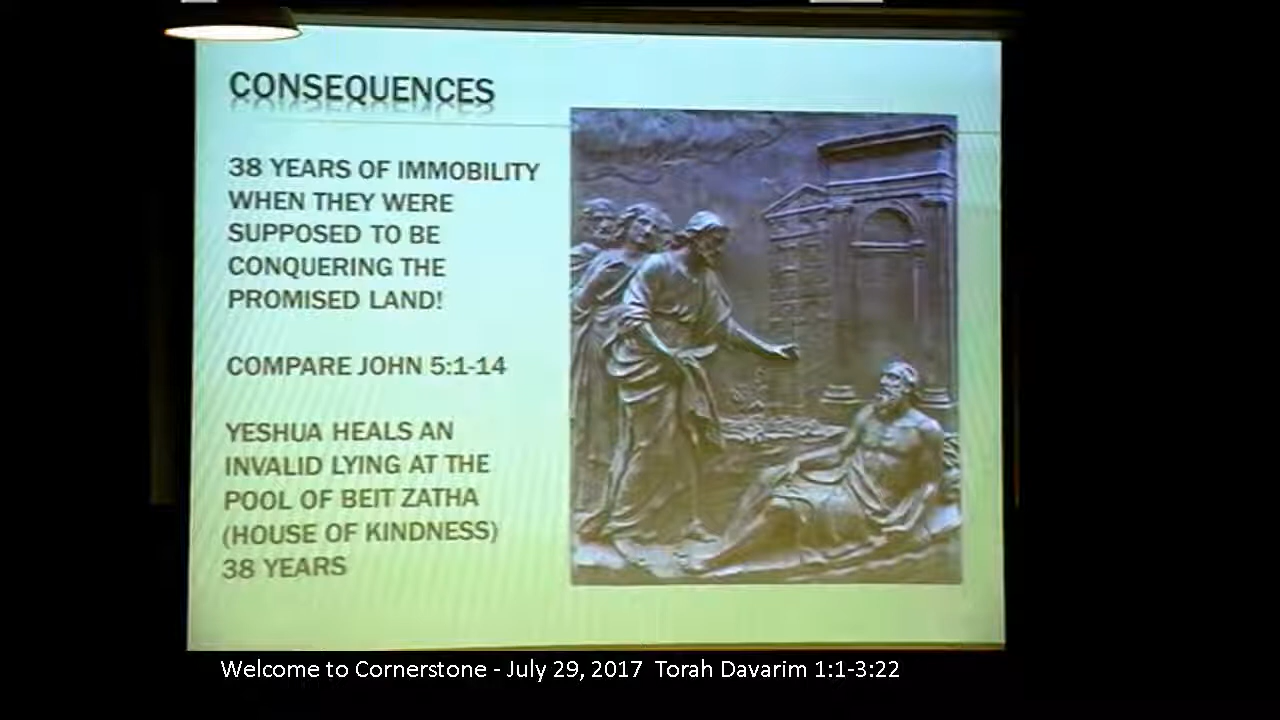 CONSEQUENCES
38 YEARS OF IMMOBILITY
WHEN THEY WERE
SUPPOSED TO BE
CONQUERING THE
PROMISED LAND!
COMPARE JOHN 5:1-14
YESHUA HEALS AN
INVALID LYING AT THE
POOL OF BEIT ZATHA
(HOUSE OF KINDNESS)
38 YEARS
Welcome to Cornerstone - July 29, 2017 Torah Davarim 1:1-3:22